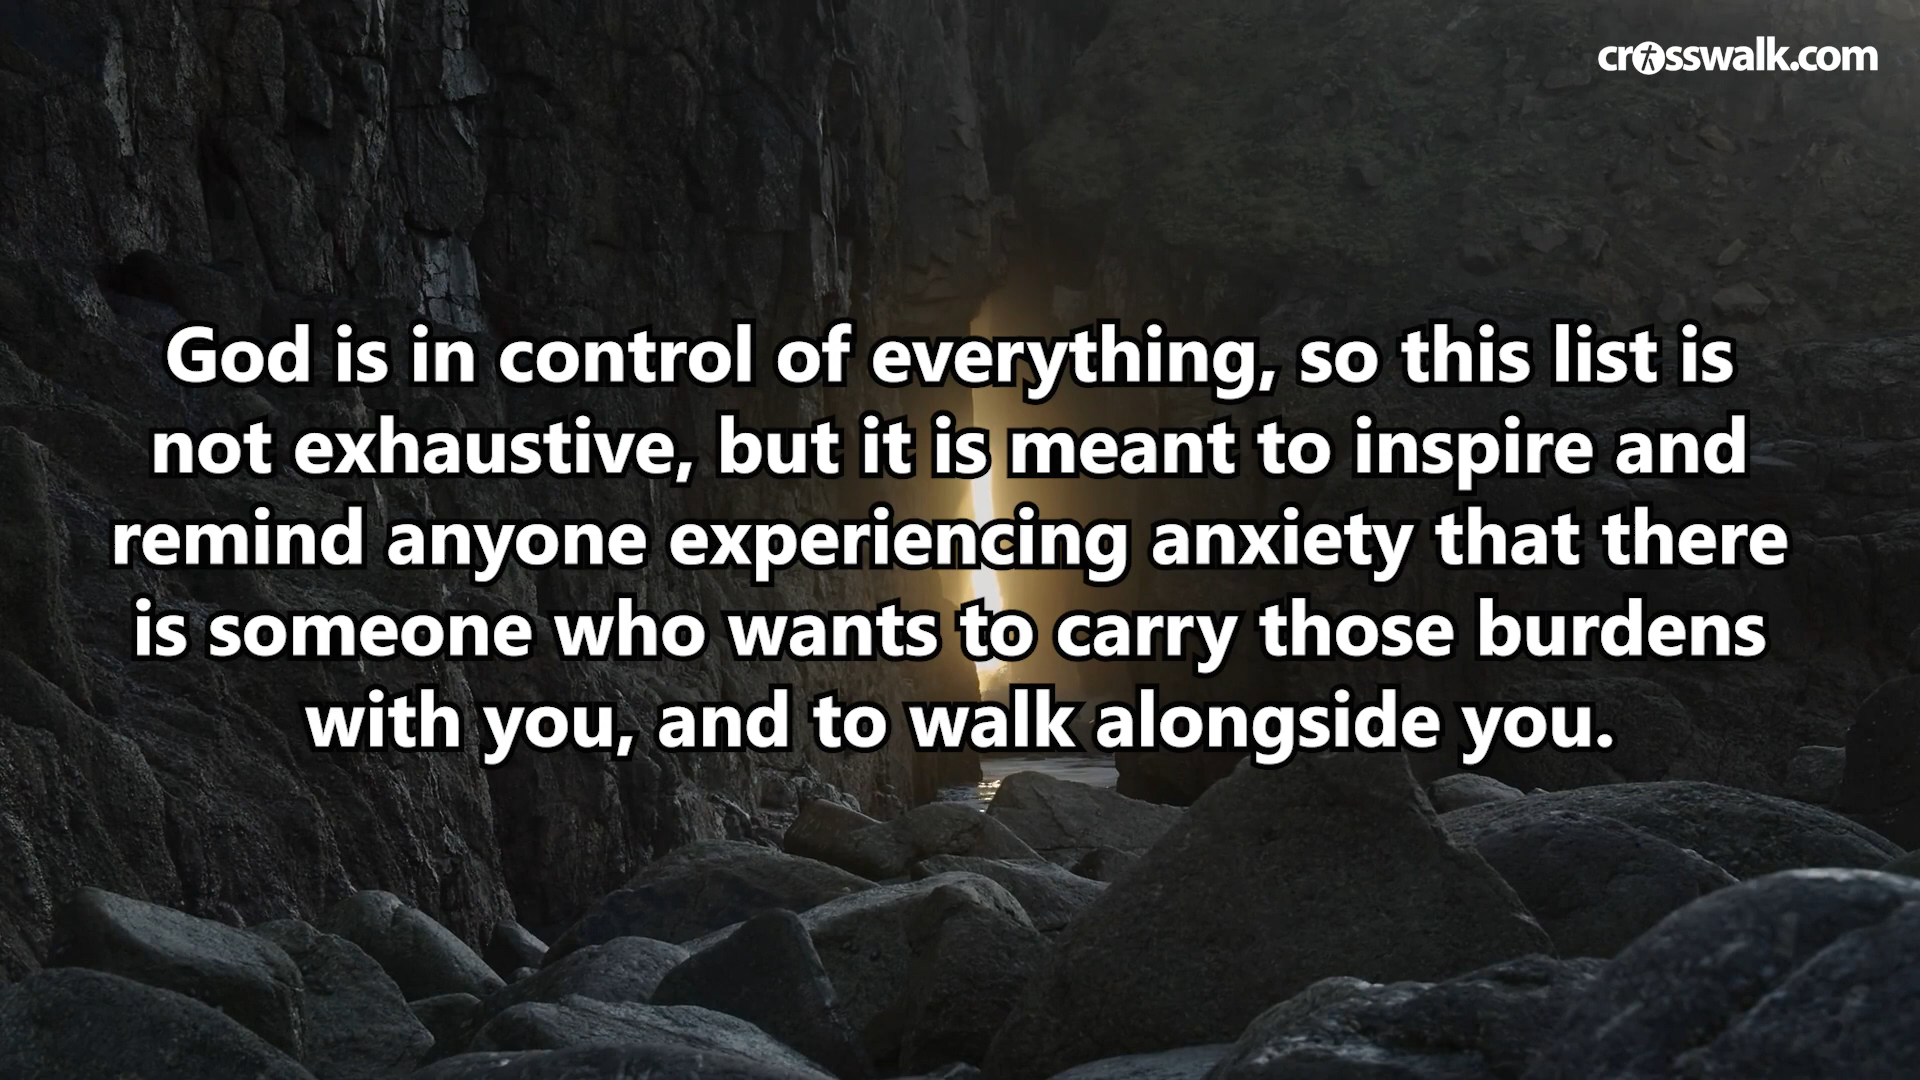 crosswalk.com
God is in control of everything, so this list is
not exhaustive, but it is meant to inspire and
remind anyone experiencing anxiety that there
is someone who wants to carry those burdens
with you, and to walk alongside you.